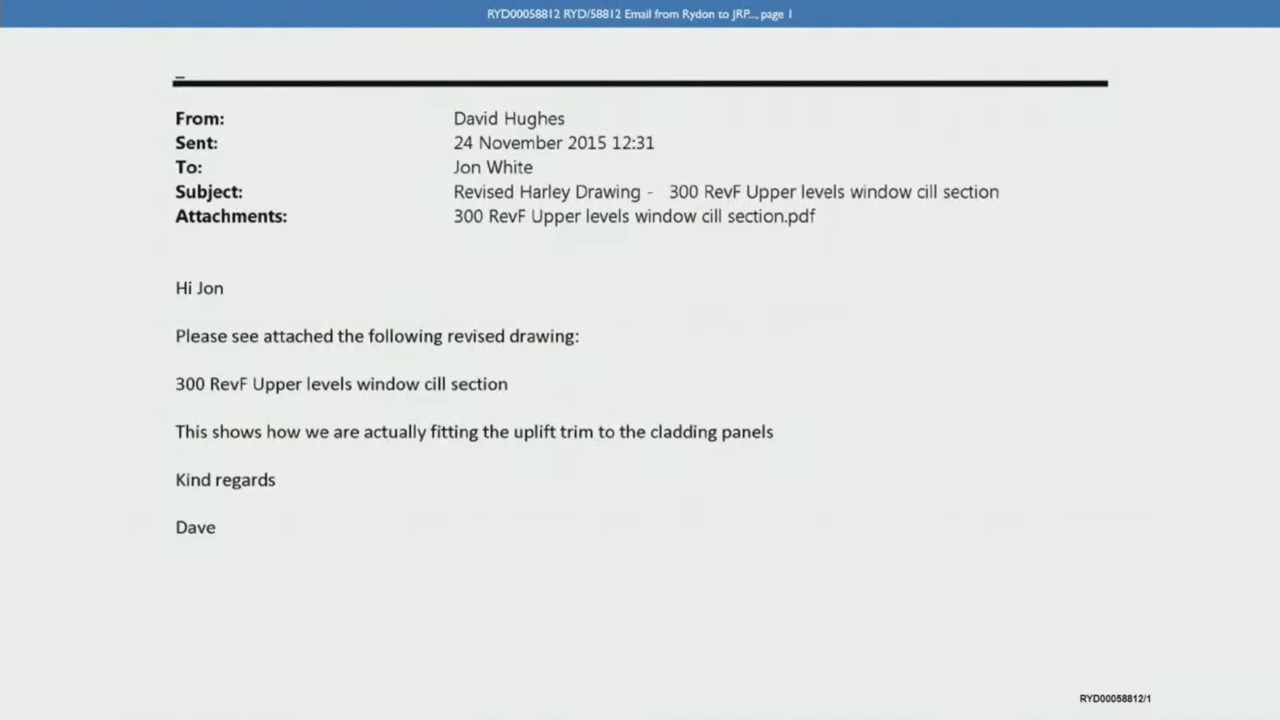 RYD00058812 RYD/58812 Email from Rydon to JRP..., page 1
From: David Hughes
Sent: 24 November 2015 12:31
To: Jon White
Subject: Revised Harley Drawing - 300 RevF Upper levels window cill section
Attachments: 300 RevF Upper levels window cill section.pdf
Hi Jon
Please see attached the following revised drawing:
300 RevF Upper levels window cill section
This shows how we are actually fitting the uplift trim to the cladding panels
Kind regards
Dave
RYD00058812/1